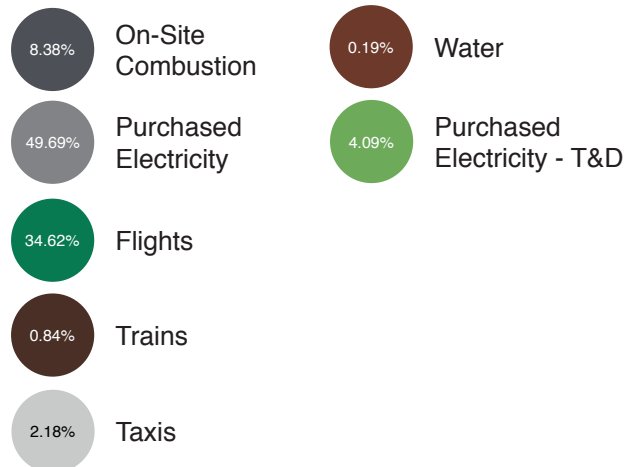 8.38%
On-Site
Combustion
49.69%
Purchased
Electricity
34.62%
Flights
0.84%
Trains
2.18%
Taxis
0.19%
Water
4.09%
Purchased
Electricity - T&D